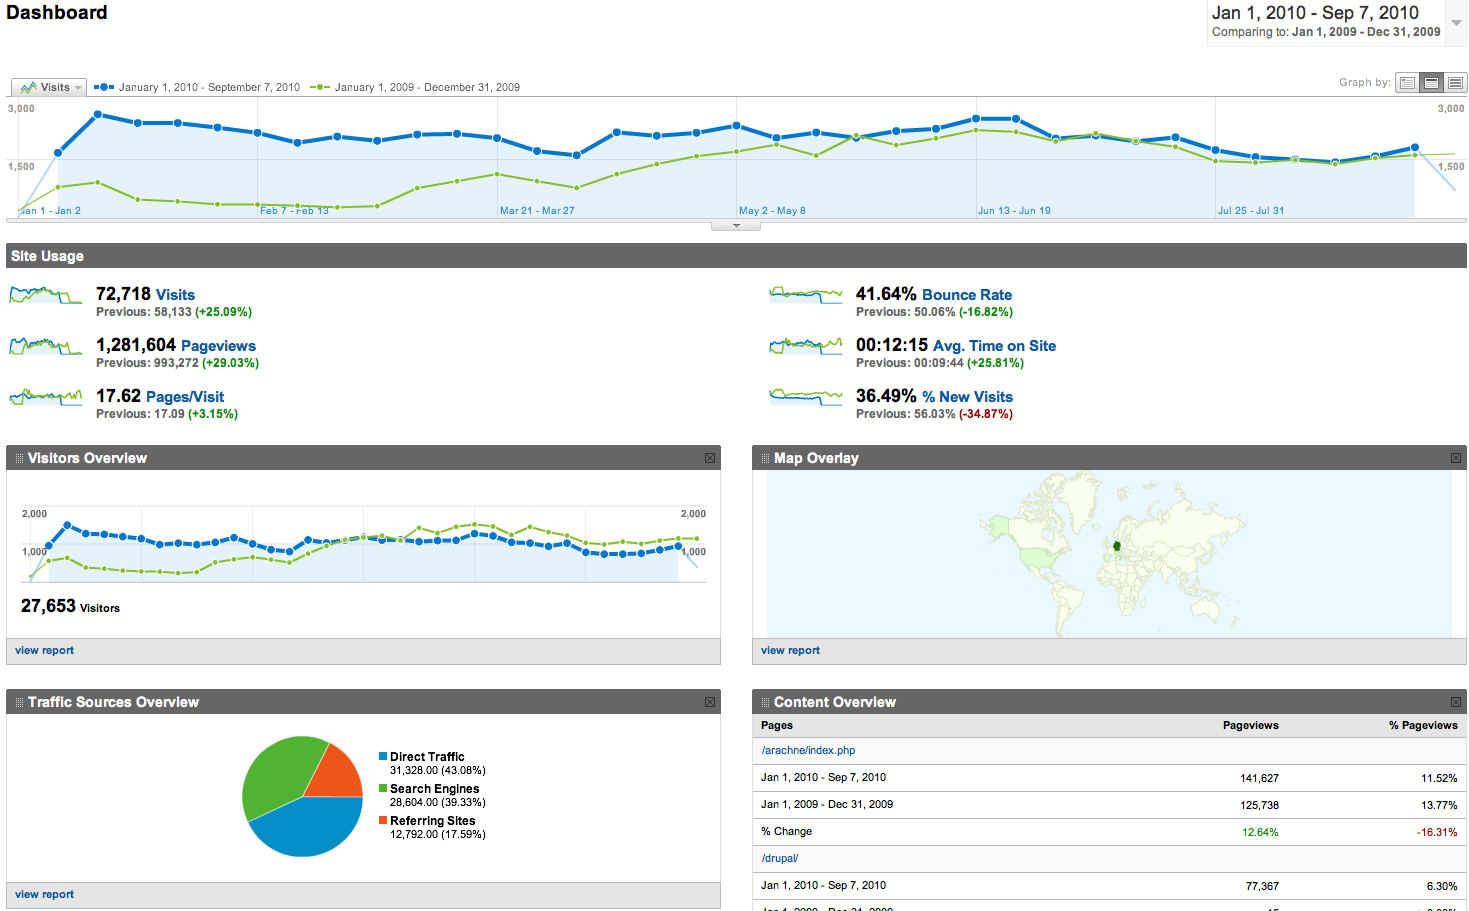 Dashboard
Jan 1, 2010 - Sep 7, 2010
Comparing to: Jan 1, 2009 - Dec 31, 2009
Visits
January 1, 2010 - September 7, 2010
January 1, 2009 - December 31, 2009
Graph by:
3,000
3,000
1,500
1,500
Jan 1 - Jan 2
Feb 7 - Feb 13
Mar 21 - Mar 27
May 2 - May 8
Jun 13 - Jun 19
Jul 25 - Jul 31
Site Usage
72,718 Visits
Previous: 58,133 (+25.09%)
1,281,604 Pageviews
Previous: 993,272 (+29.03%)
17.62 Pages/Visit
Previous: 17.09 (+3.15%)
41.64% Bounce Rate
Previous: 50.06% (-16.82%)
00:12:15 Avg. Time on Site
Previous: 00:09:44 (+25.81%)
36.49% % New Visits
Previous: 56.03% (-34.87%)
Visitors Overview
2,000
2,000
1,000
1,000
27,653 Visitors
view report
Map Overlay
view report
Traffic Sources Overview
Direct Traffic
31,328.00 (43.08%)
Search Engines
28,604.00 (39.33%)
Referring Sites
12,792.00 (17.59%)
view report
Content Overview
Pages Pageviews % Pageviews
/arachne/index.php
Jan 1, 2010 - Sep 7, 2010 141,627 11.52%
Jan 1, 2009 - Dec 31, 2009 125,738 13.77%
% Change 12.64% -16.31%
/drupal/
Jan 1, 2010 - Sep 7, 2010 77,367 6.30%
Jan 1, 2009 - Dec 31, 2009